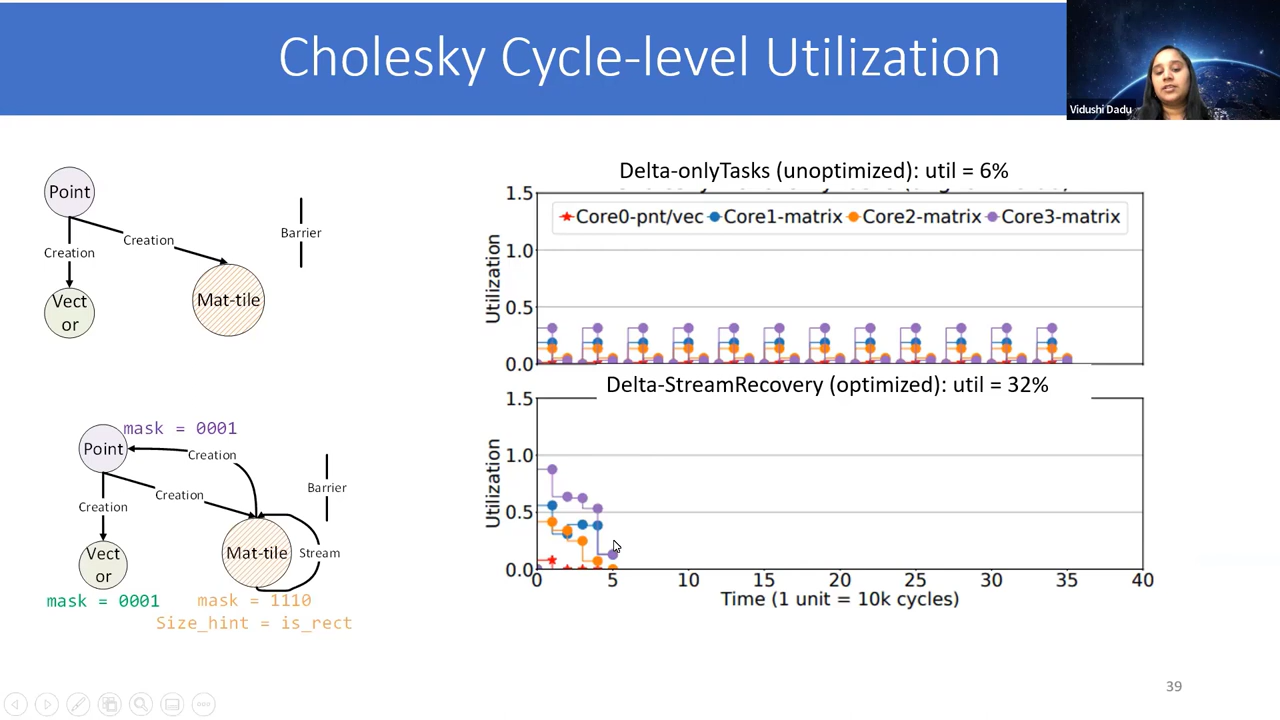 Cholesky Cycle-level Utilization
Vidushi Dadu
Point
Creation
Creation
Vect
or
Mat-tile
Barrier
Delta-onlyTasks (unoptimized): util = 6%
1.5
1.0
0.5
0.0
Utilization
Core0-pnt/vec
Core1-matrix
Core2-matrix
Core3-matrix
Point
mask = 0001
Creation
Creation
Creation
Barrier
Vect
or
Mat-tile
Stream
mask = 0001
mask = 1110
Size_hint = is_rect
Delta-StreamRecovery (optimized): util = 32%
1.5
1.0
0.5
0.0
Utilization
0 5 10 15 20 25 30 35 40
Time (1 unit = 10k cycles)
39